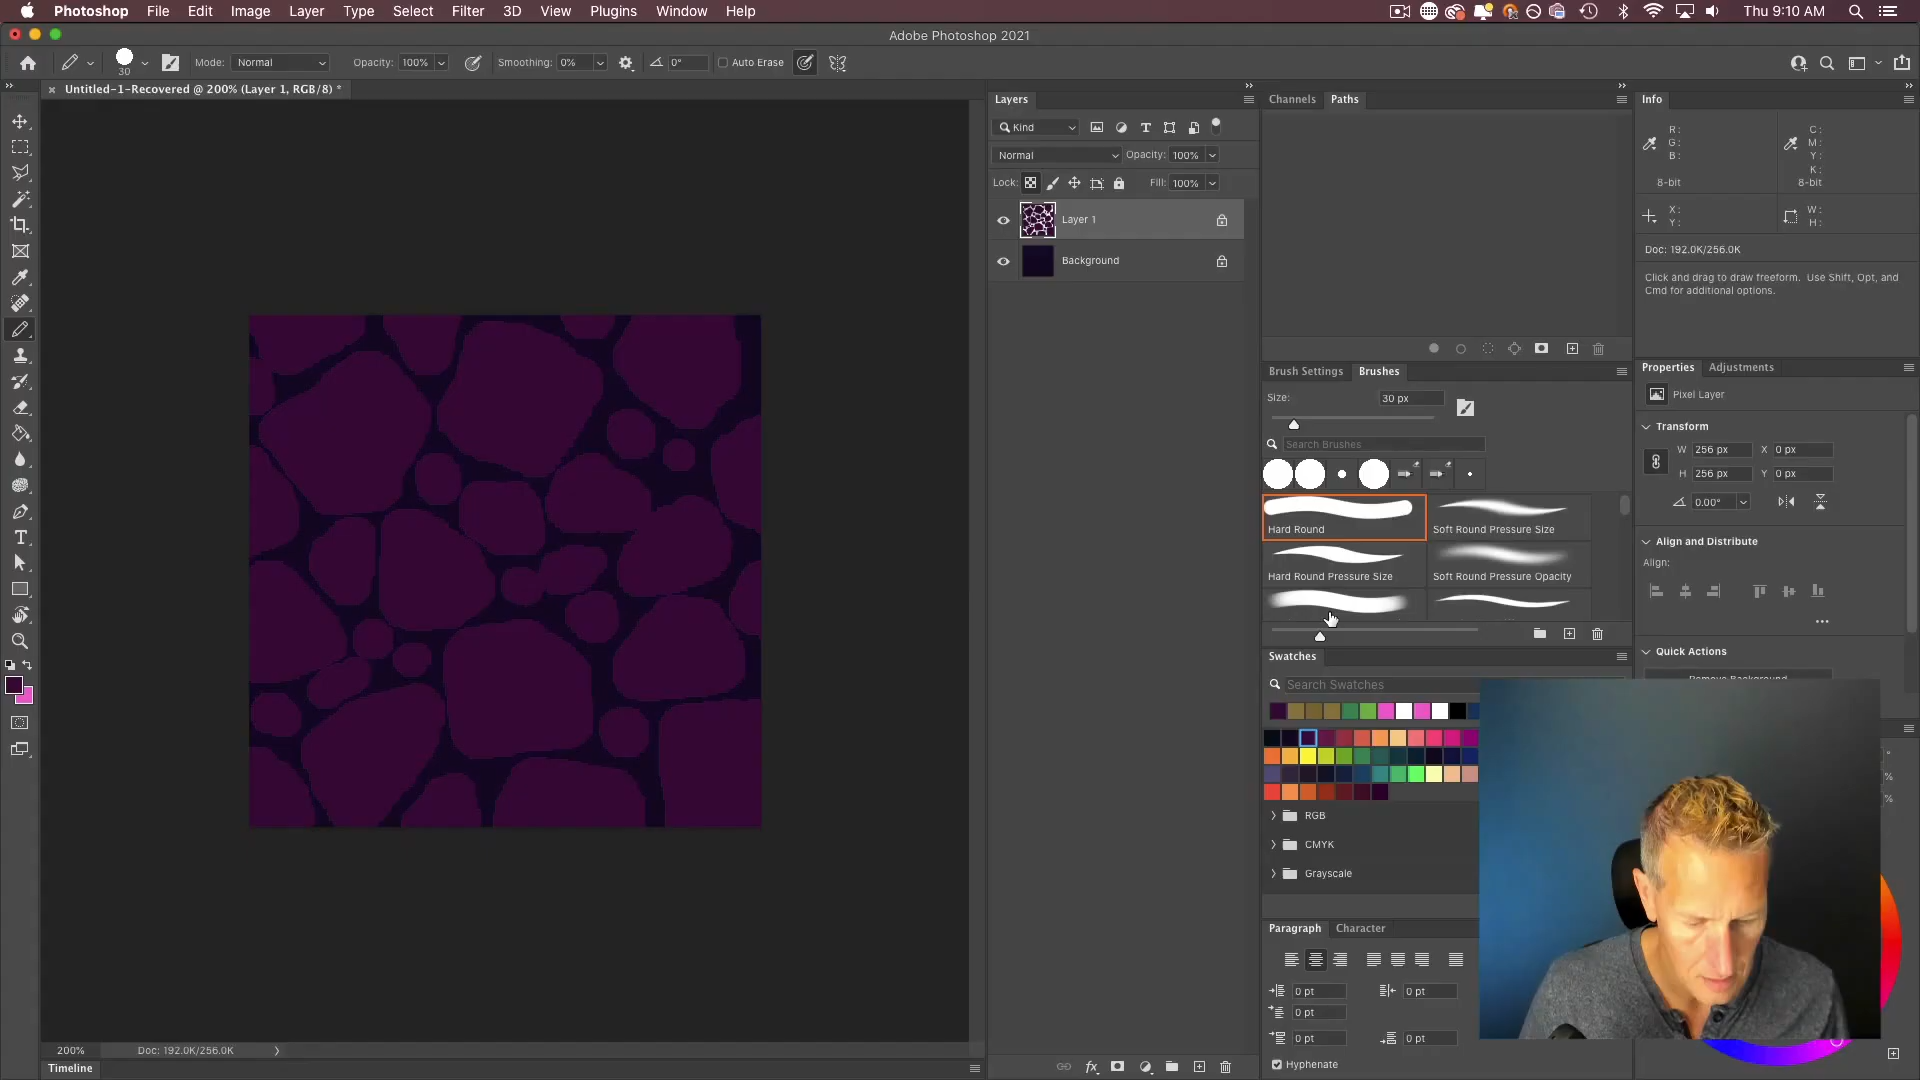 Photoshop File Edit Image Layer Type Select Filter 3D View Plugins Window Help
Thu 9:10 AM
Adobe Photoshop 2021
30
Mode: Normal
Opacity: 100%
Smoothing: 0%
0°
Auto Erase
Untitled-1-Recovered @ 200% (Layer 1, RGB/8) *
Layers
Kind
Normal
Opacity: 100%
Lock:
Fill: 100%
Layer 1
Background
Channels Paths
Brush Settings Brushes
Size: 30 px
Search Brushes
Hard Round
Soft Round Pressure Size
Hard Round Pressure Size
Soft Round Pressure Opacity
Swatches
Search Swatches
RGB
CMYK
Grayscale
Paragraph Character
0 pt
0 pt
0 pt
0 pt
0 pt
Hyphenate
Info
R:
G:
B:
8-bit
C:
M:
Y:
K:
8-bit
X:
Y:
W:
H:
Doc: 192.0K/256.0K
Click and drag to draw freeform. Use Shift, Opt, and
Cmd for additional options.
Properties Adjustments
Pixel Layer
Transform
W 256 px X 0 px
H 256 px Y 0 px
0.00°
Align and Distribute
Align:
Quick Actions
200%
Doc: 192.0K/256.0K
Timeline